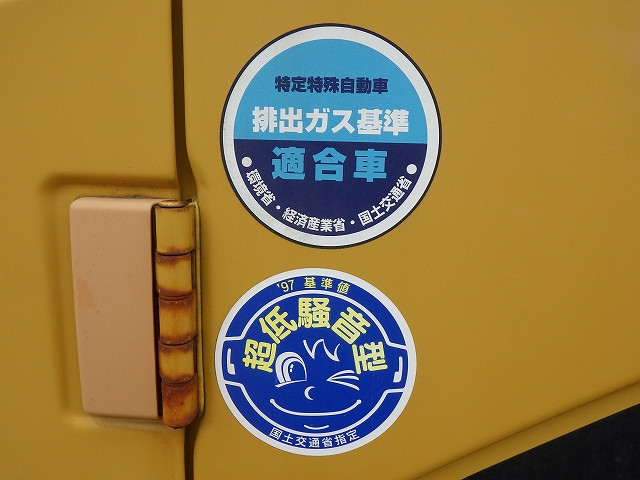 特定特殊自動車
排出ガス基準
適合車
●環境省・経済産業省・国土交通省●
'97 基準値
超低騒音型
国土交通省指定